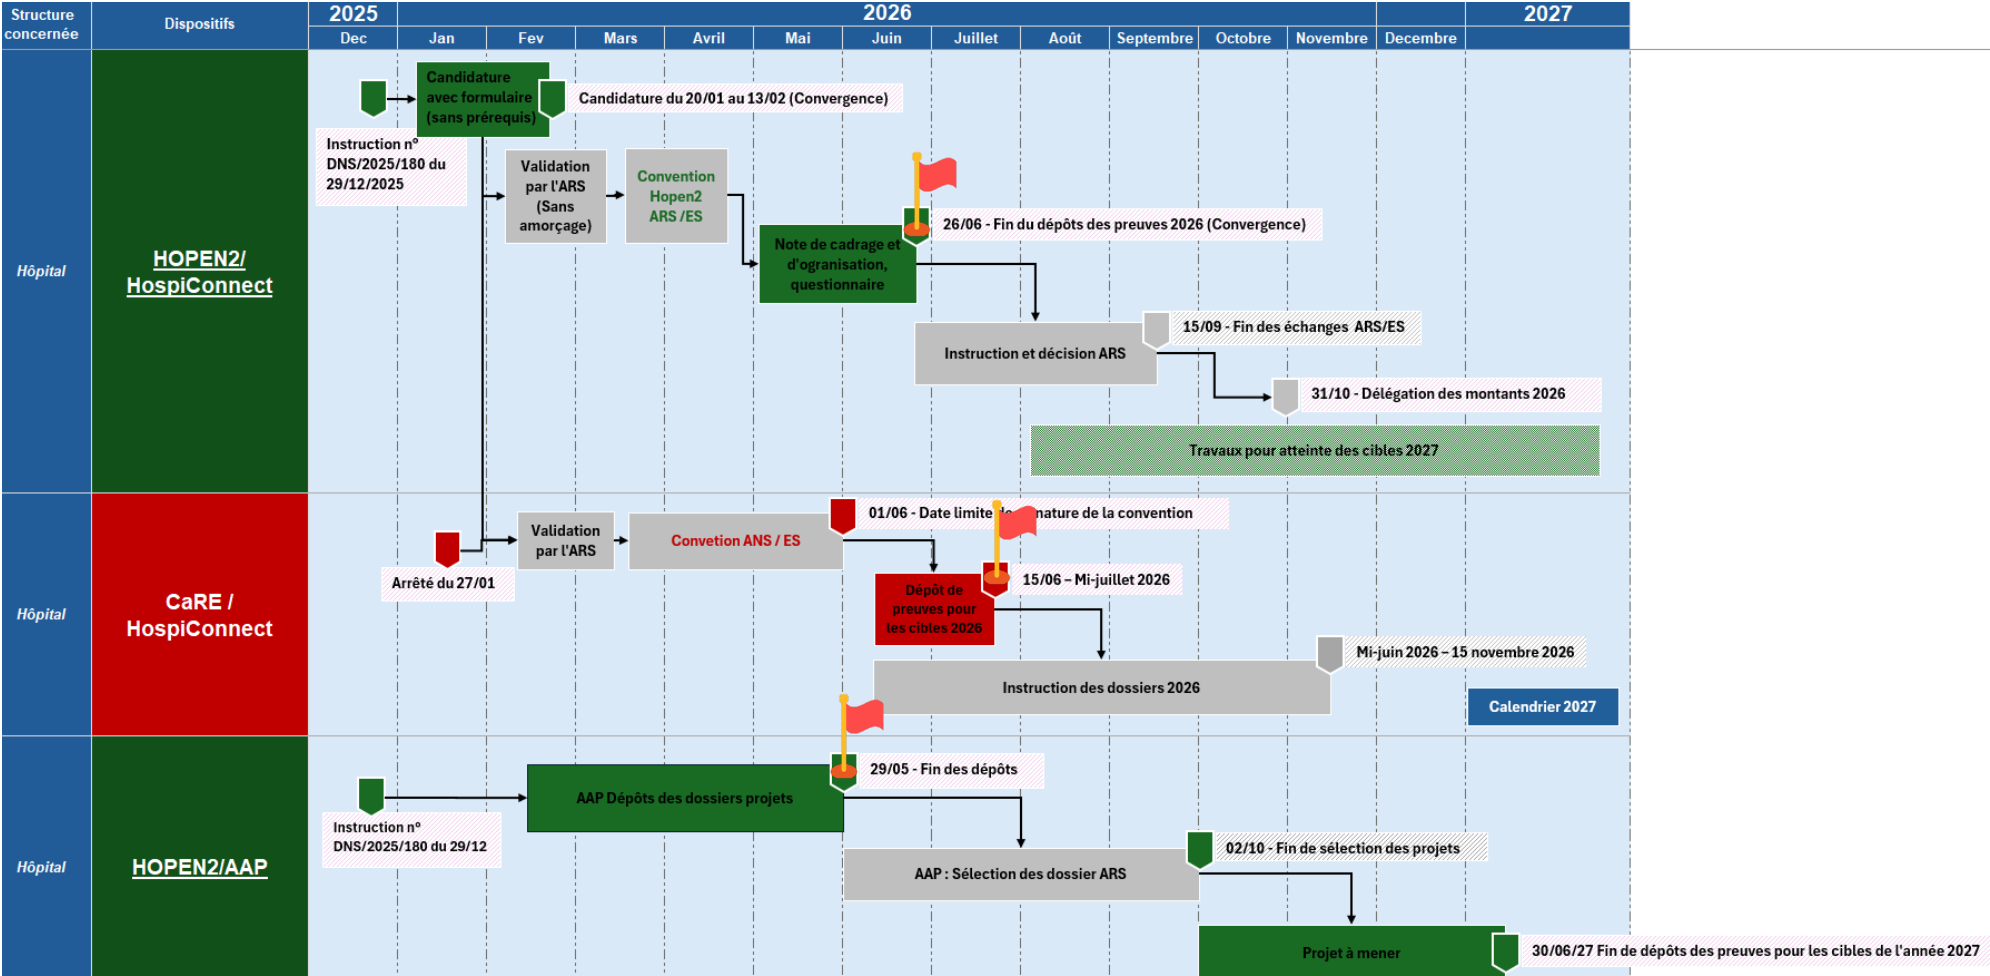 Structure
concernée
Dispositifs
2025
2026
2027
Dec
Jan
Fev
Mars
Avril
Mai
Juin
Juillet
Août
Septembre
Octobre
Novembre
Decembre
Hôpital
HOPEN2/
HospiConnect
Candidature
avec formulaire
(sans prérequis)
Candidature du 20/01 au 13/02 (Convergence)
Instruction n°
DNS/2025/180 du
29/12/2025
Validation
par l'ARS
(Sans
amorçage)
Convention
Hopen2
ARS /ES
26/06 - Fin du dépôts des preuves 2026 (Convergence)
Note de cadrage et
d'ogranisation,
questionnaire
15/09 - Fin des échanges ARS/ES
Instruction et décision ARS
31/10 - Délégation des montants 2026
Travaux pour atteinte des cibles 2027
Hôpital
CaRE /
HospiConnect
01/06 - Date limite de nature de la convention
Validation
par l'ARS
Convetion ANS / ES
Arrêté du 27/01
15/06 – Mi-juillet 2026
Dépôt de
preuves pour
les cibles 2026
Mi-juin 2026 – 15 novembre 2026
Instruction des dossiers 2026
Calendrier 2027
Hôpital
HOPEN2/AAP
29/05 - Fin des dépôts
AAP Dépôts des dossiers projets
Instruction n°
DNS/2025/180 du 29/12
02/10 - Fin de sélection des projets
AAP : Sélection des dossier ARS
Projet à mener
30/06/27 Fin de dépôts des preuves pour les cibles de l'année 2027